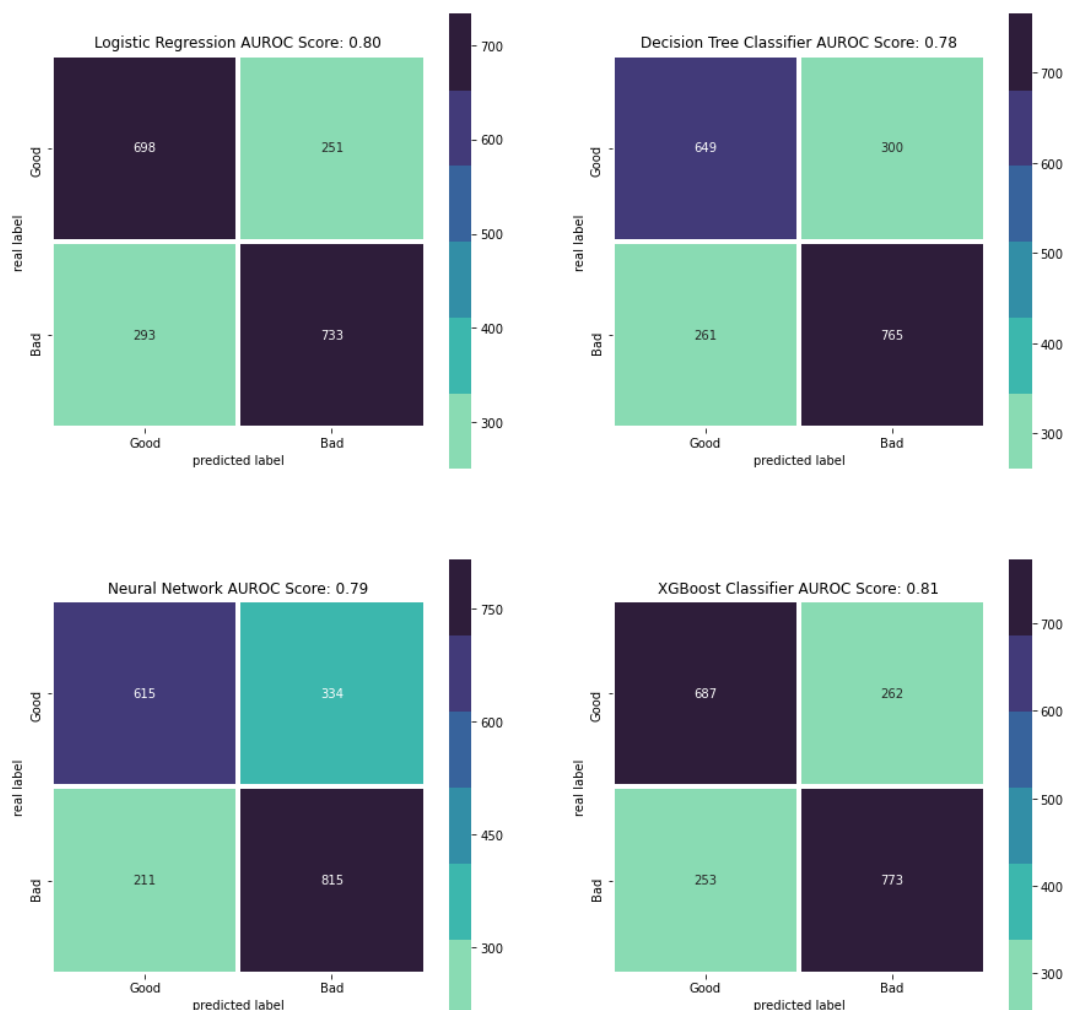 Logistic Regression AUROC Score: 0.80
698
251
293
733
Good
Bad
real label
Good
Bad
predicted label
700
600
500
400
300
Decision Tree Classifier AUROC Score: 0.78
649
300
261
765
Good
Bad
real label
Good
Bad
predicted label
700
600
500
400
300
Neural Network AUROC Score: 0.79
615
334
211
815
Good
Bad
real label
Good
Bad
predicted label
750
600
450
300
XGBoost Classifier AUROC Score: 0.81
687
262
253
773
Good
Bad
real label
Good
Bad
predicted label
700
600
500
400
300